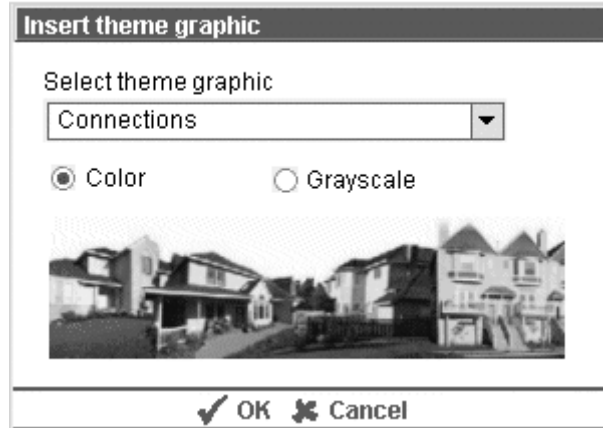 Insert theme graphic
Select theme graphic
Connections
Color Grayscale
OK Cancel